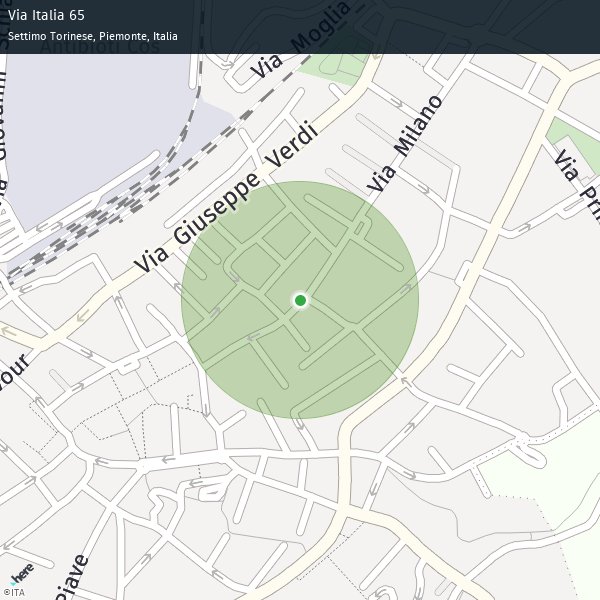 Via Italia 65
Settimo Torinese, Piemonte, Italia
Antibioti Cos
Via Moglia
Via Milano
Via Giuseppe Verdi
Via Pri
vour
Piave
here
©ITA